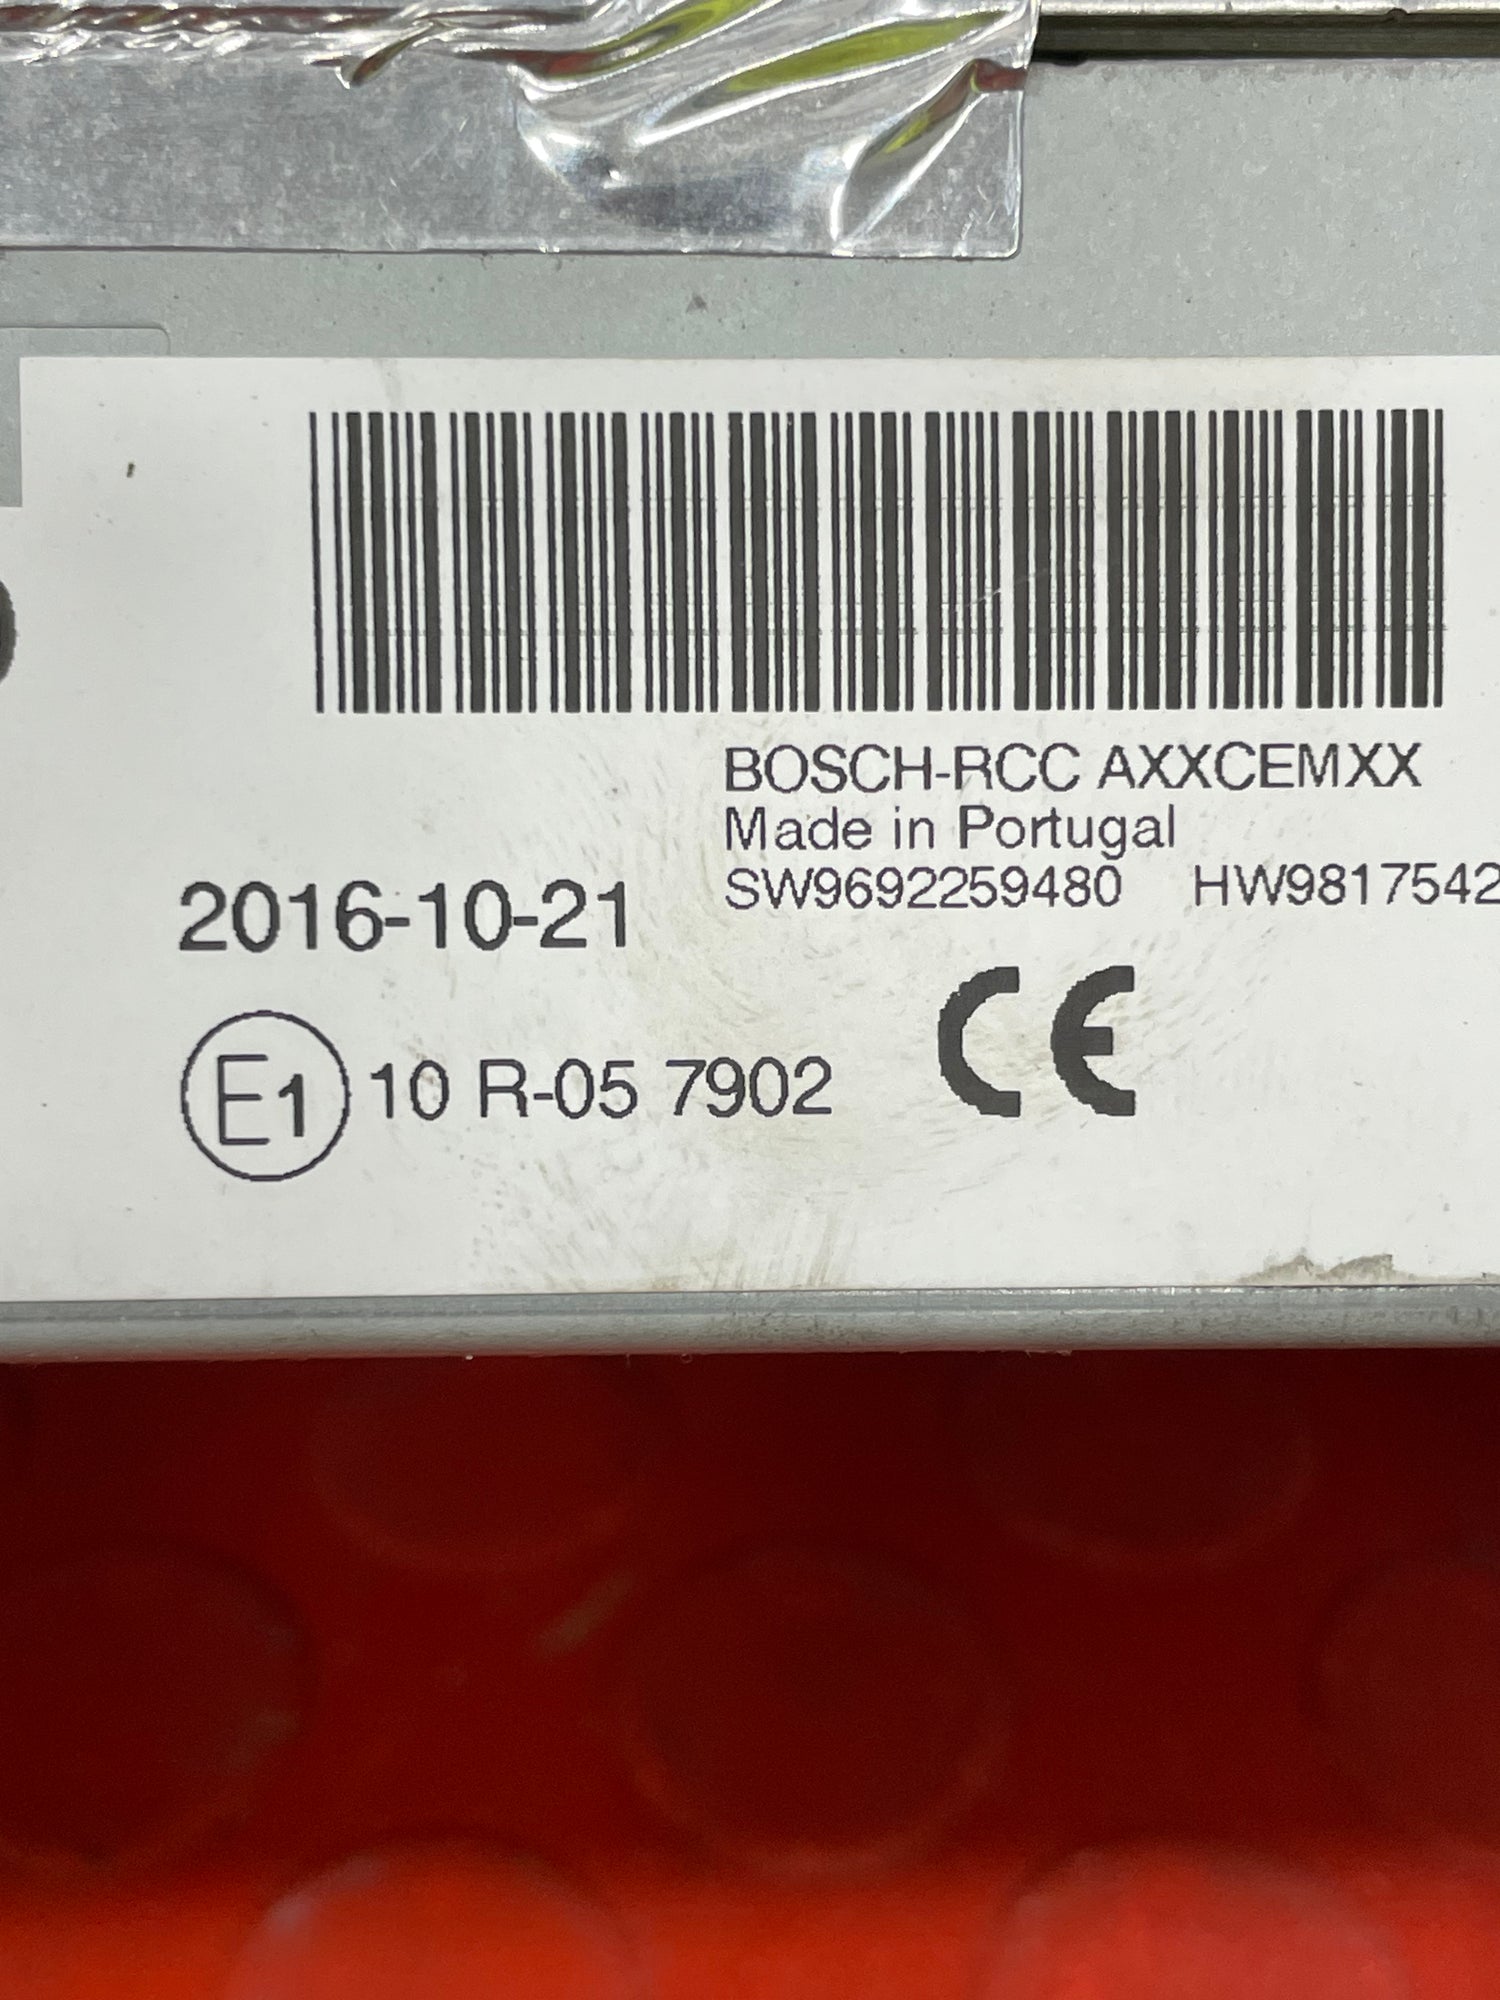 BOSCH-RCC AXXCEMXX
Made in Portugal
SW9692259480 HW9817542
2016-10-21
E1 10 R-05 7902
CE